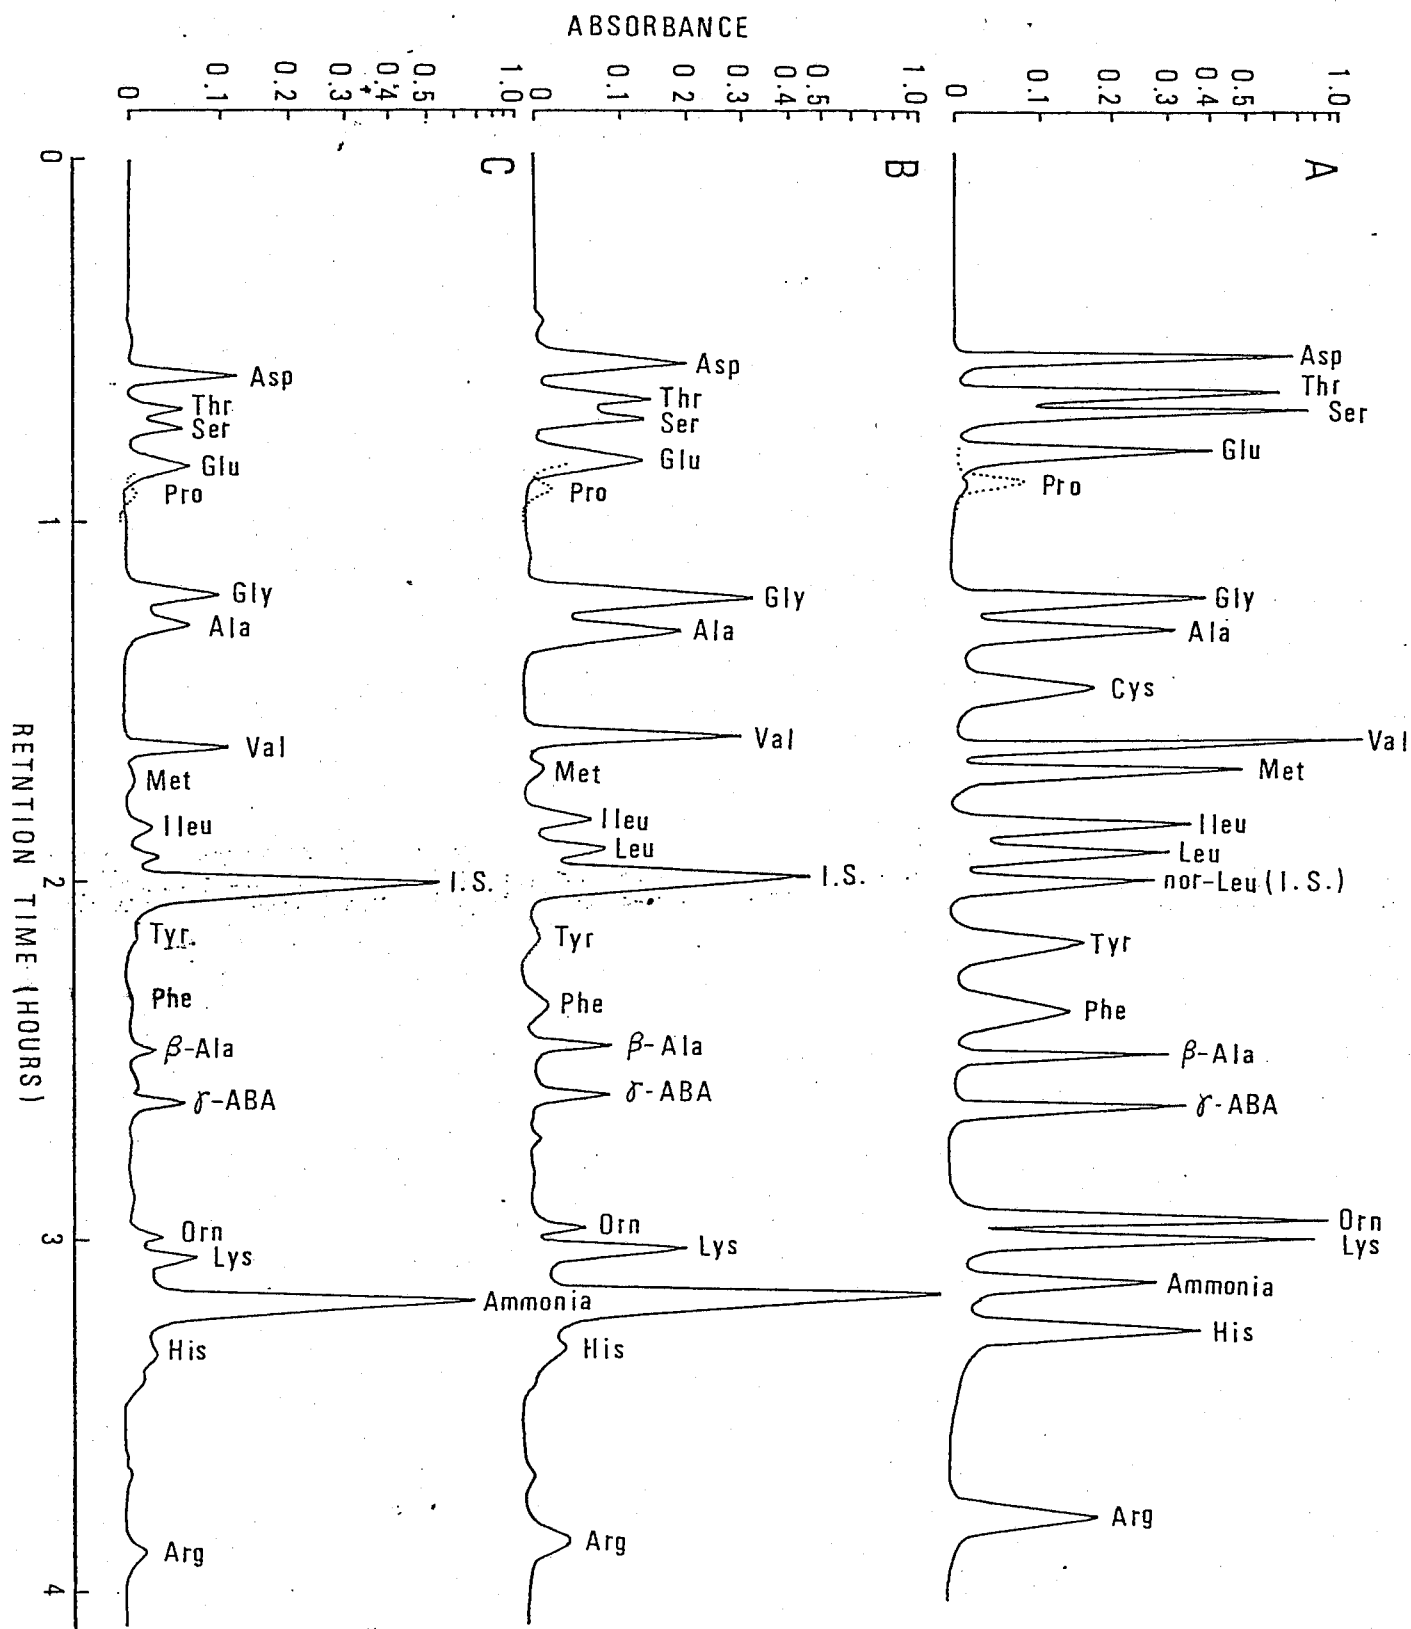 ABSORBANCE
A
0 0.1 0.2 0.3 0.4 0.5 1.0
Asp
Thr
Ser
Glu
Pro
Gly
Ala
Cys
Val
Met
Ileu
Leu
nor-Leu (I.S.)
Tyr
Phe
β-Ala
γ-ABA
Orn
Lys
Ammonia
His
Arg
B
0 0.1 0.2 0.3 0.4 0.5 1.0
Asp
Thr
Ser
Glu
Pro
Gly
Ala
Val
Met
Ileu
Leu
I.S.
Tyr
Phe
β-Ala
γ-ABA
Orn
Lys
His
Arg
C
0 0.1 0.2 0.3 0.4 0.5 1.0
Asp
Thr
Ser
Glu
Pro
Gly
Ala
Val
Met
Ileu
I.S.
Tyr
Phe
β-Ala
γ-ABA
Orn
Lys
Ammonia
His
Arg
0 1 2 3 4
RETNTION TIME (HOURS)